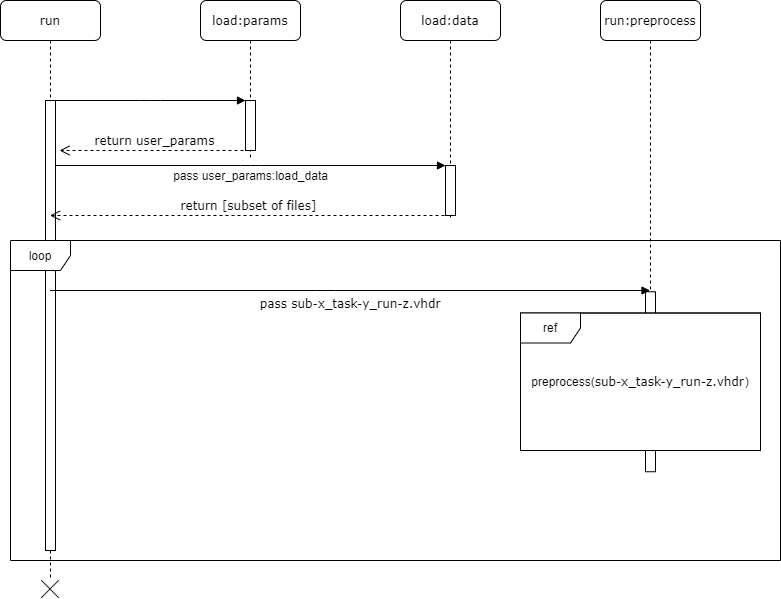 run
load:params
load:data
run:preprocess
return user_params
pass user_params:load_data
return [subset of files]
loop
pass sub-x_task-y_run-z.vhdr
ref
preprocess(sub-x_task-y_run-z.vhdr)